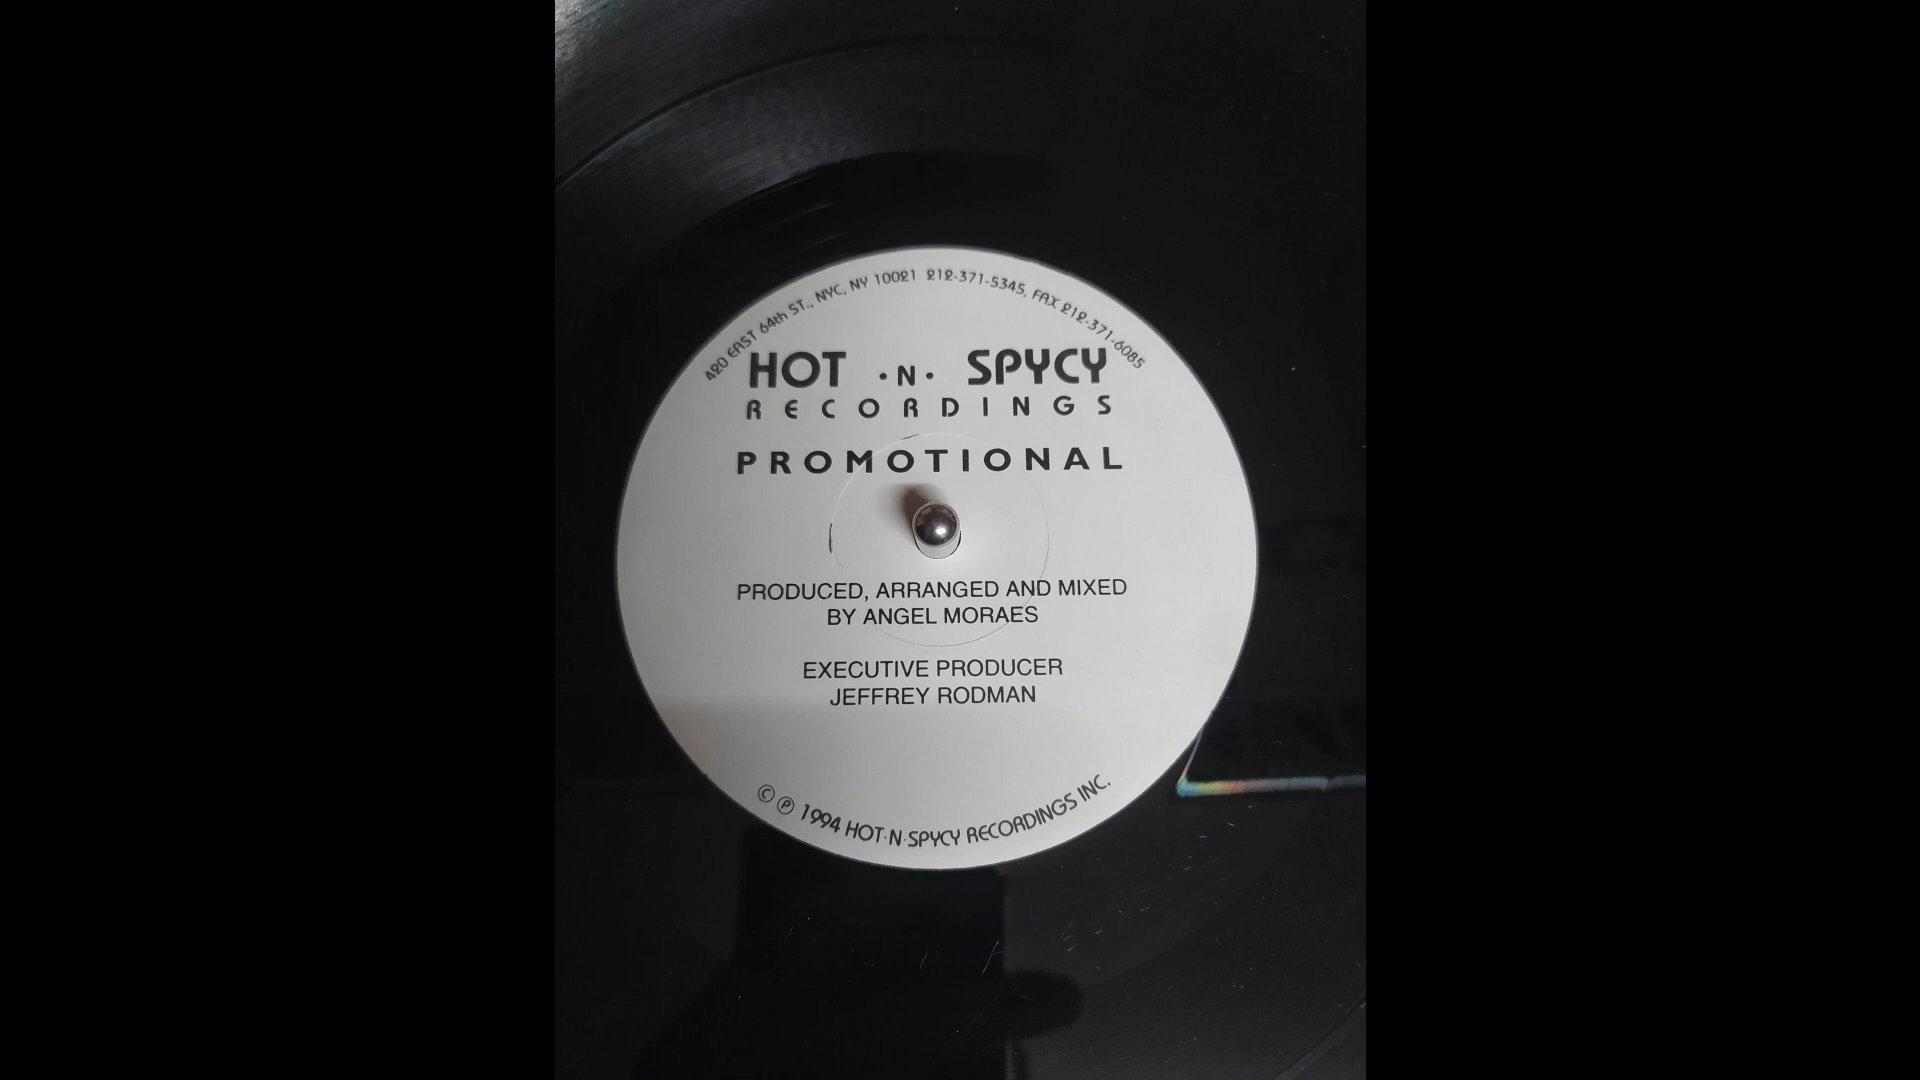 420 EAST 64th ST., NYC, NY 10021 212-371-5345, FAX 212-371-6085
HOT ·N· SPYCY
RECORDINGS
PROMOTIONAL
PRODUCED, ARRANGED AND MIXED
BY ANGEL MORAES
EXECUTIVE PRODUCER
JEFFREY RODMAN
© ℗ 1994 HOT·N·SPYCY RECORDINGS INC.